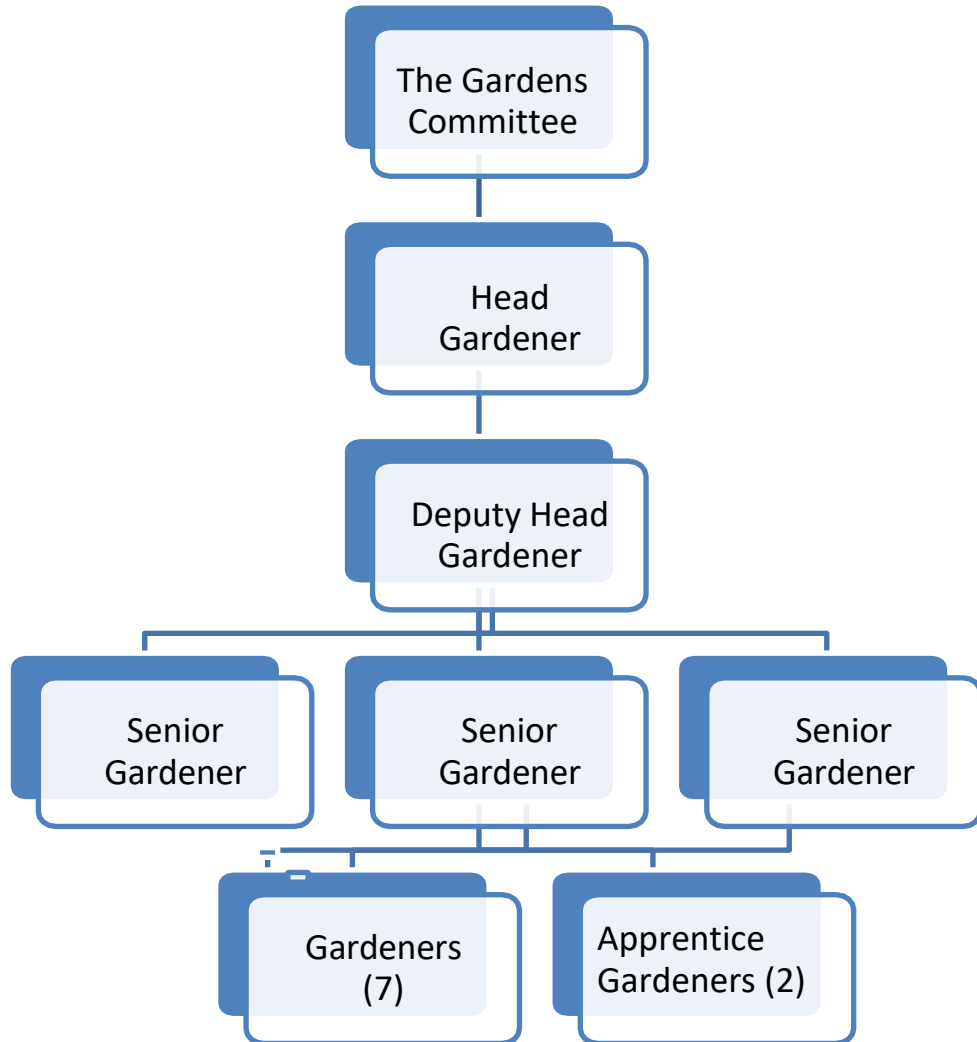 The Gardens
Committee
Head
Gardener
Deputy Head
Gardener
Senior
Gardener
Senior
Gardener
Senior
Gardener
Gardeners
(7)
Apprentice
Gardeners (2)